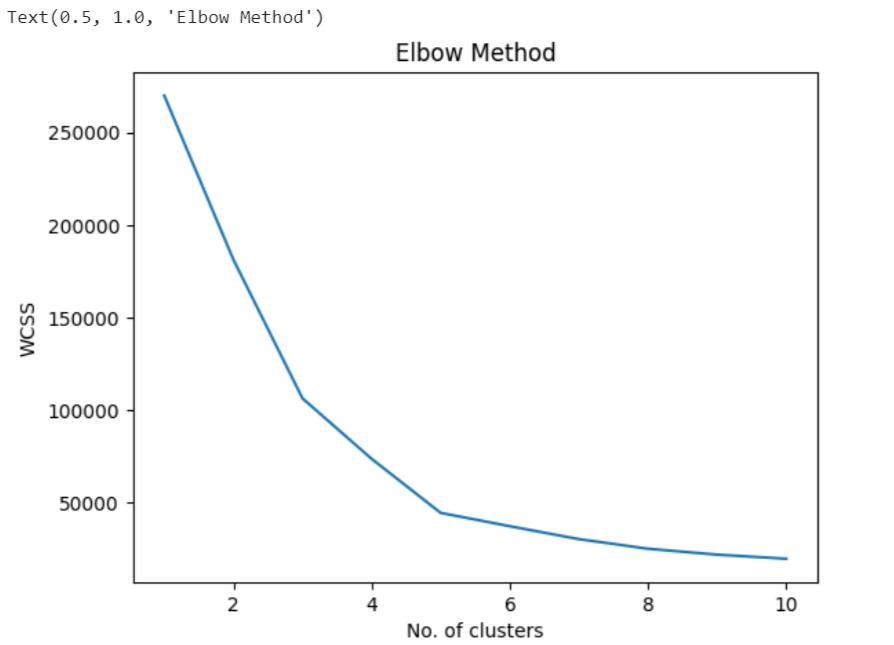 Text(0.5, 1.0, 'Elbow Method')
Elbow Method
250000
200000
150000
100000
50000
WCSS
2 4 6 8 10
No. of clusters